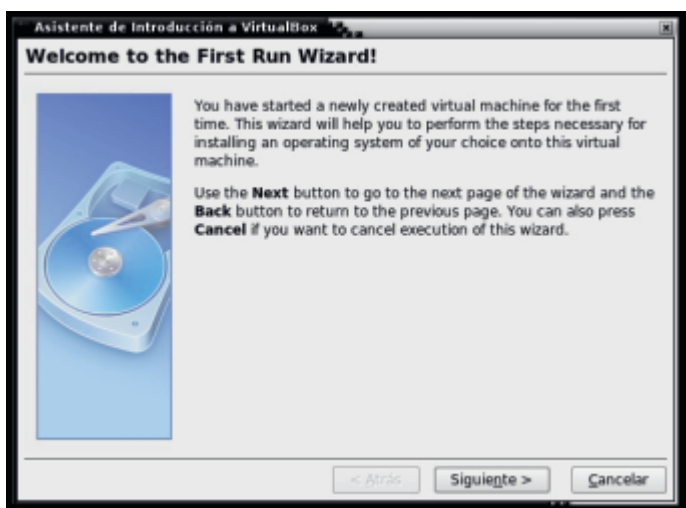 Asistente de Introducción a VirtualBox
Welcome to the First Run Wizard!
You have started a newly created virtual machine for the first
time. This wizard will help you to perform the steps necessary for
installing an operating system of your choice onto this virtual
machine.
Use the Next button to go to the next page of the wizard and the
Back button to return to the previous page. You can also press
Cancel if you want to cancel execution of this wizard.
< Atrás Siguiente > Cancelar